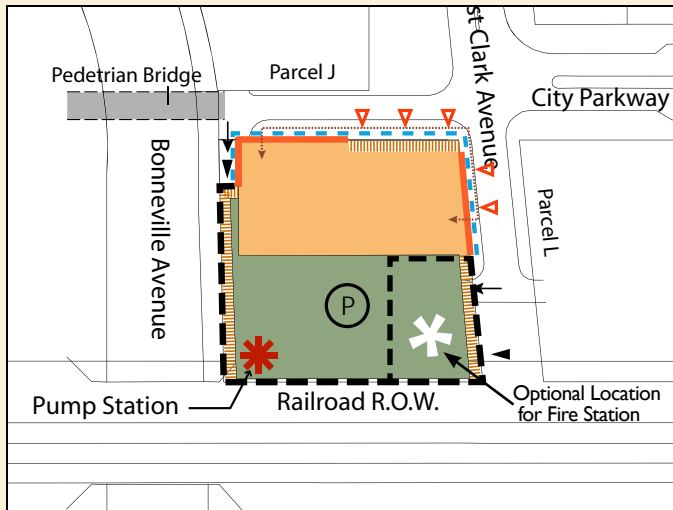 st Clark Avenue
Parcel J
Pedetrian Bridge
City Parkway
Bonneville Avenue
Parcel L
P
Pump Station
Railroad R.O.W.
Optional Location
for Fire Station